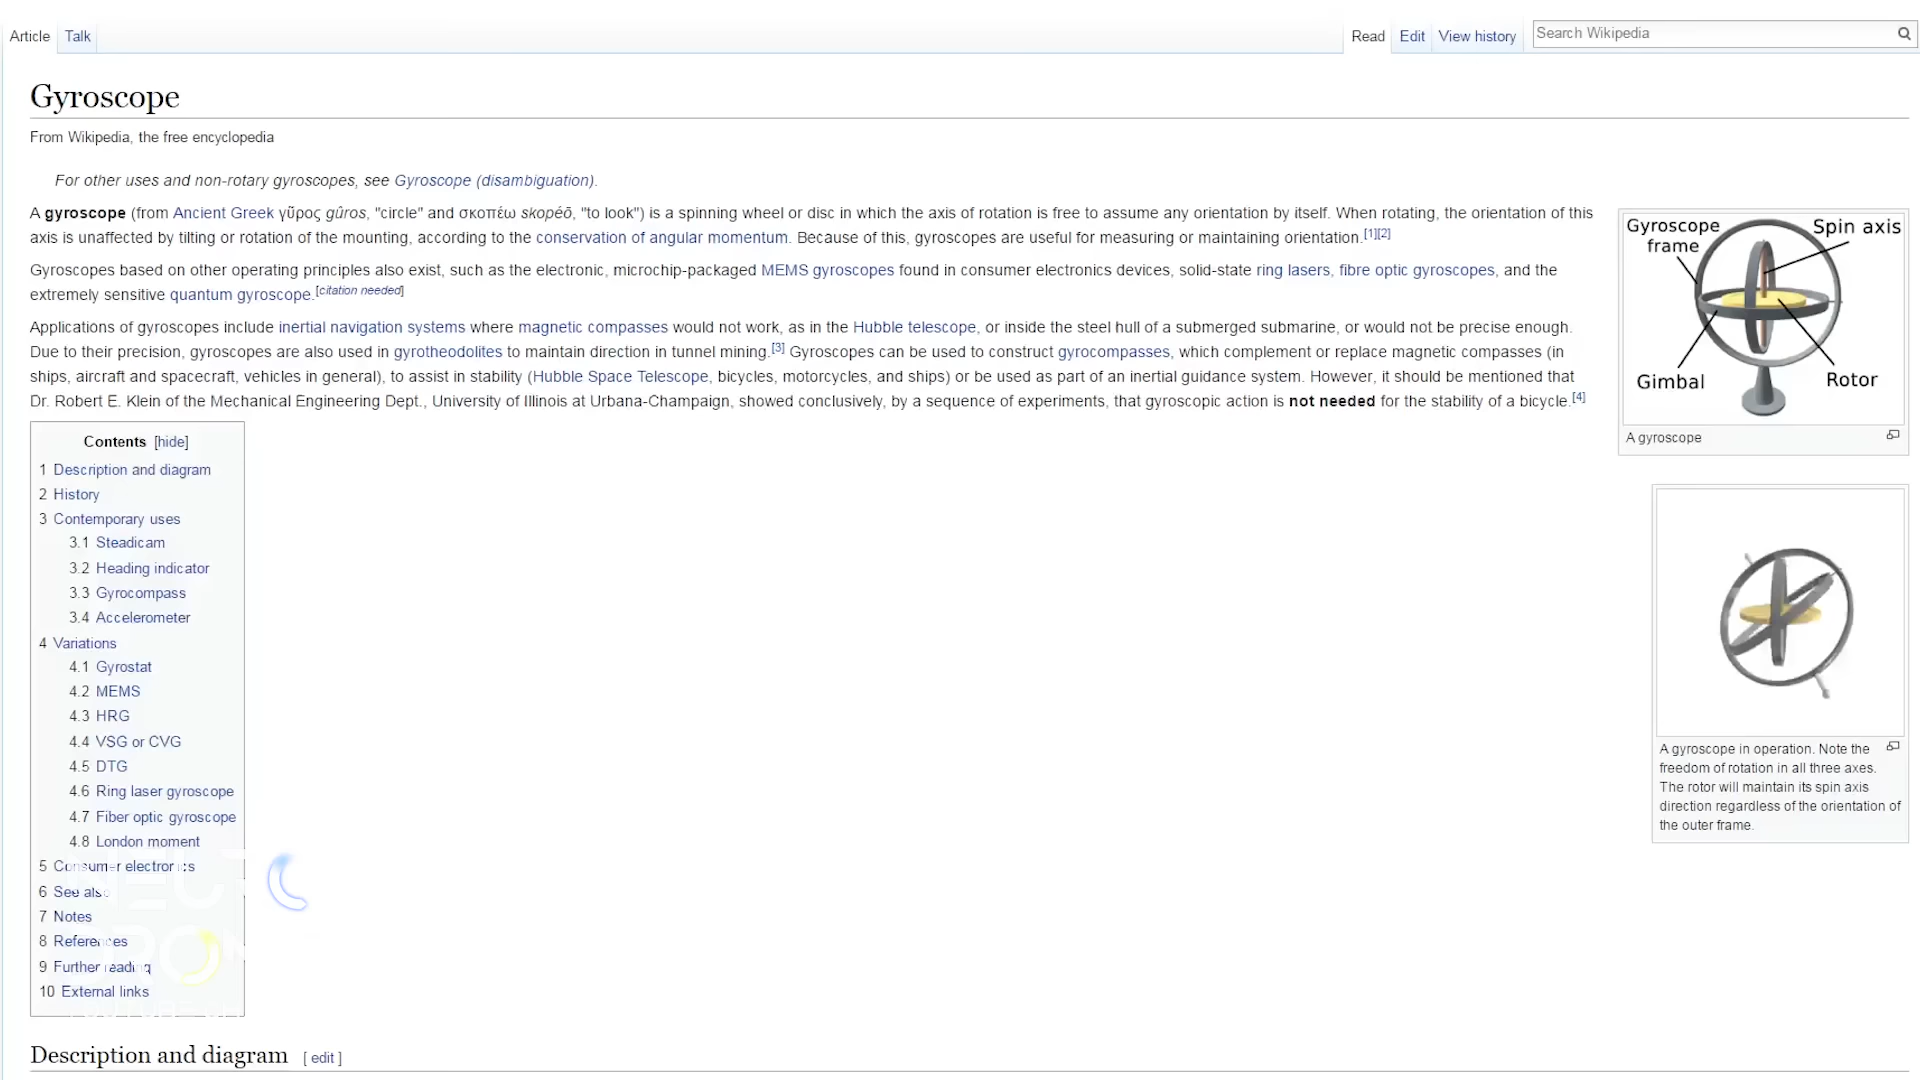 Article Talk Read Edit View history Search Wikipedia
Gyroscope
From Wikipedia, the free encyclopedia
For other uses and non-rotary gyroscopes, see Gyroscope (disambiguation).
A gyroscope (from Ancient Greek γῦρος gûros, "circle" and σκοπέω skopéō, "to look") is a spinning wheel or disc in which the axis of rotation is free to assume any orientation by itself. When rotating, the orientation of this
axis is unaffected by tilting or rotation of the mounting, according to the conservation of angular momentum. Because of this, gyroscopes are useful for measuring or maintaining orientation.[1][2]
Gyroscopes based on other operating principles also exist, such as the electronic, microchip-packaged MEMS gyroscopes found in consumer electronics devices, solid-state ring lasers, fibre optic gyroscopes, and the
extremely sensitive quantum gyroscope.[citation needed]
Applications of gyroscopes include inertial navigation systems where magnetic compasses would not work, as in the Hubble telescope, or inside the steel hull of a submerged submarine, or would not be precise enough.
Due to their precision, gyroscopes are also used in gyrotheodolites to maintain direction in tunnel mining.[3] Gyroscopes can be used to construct gyrocompasses, which complement or replace magnetic compasses (in
ships, aircraft and spacecraft, vehicles in general), to assist in stability (Hubble Space Telescope, bicycles, motorcycles, and ships) or be used as part of an inertial guidance system. However, it should be mentioned that
Dr. Robert E. Klein of the Mechanical Engineering Dept., University of Illinois at Urbana-Champaign, showed conclusively, by a sequence of experiments, that gyroscopic action is not needed for the stability of a bicycle.[4]
Gyroscope
frame
Spin axis
Gimbal
Rotor
A gyroscope
Contents [hide]
1 Description and diagram
2 History
3 Contemporary uses
3.1 Steadicam
3.2 Heading indicator
3.3 Gyrocompass
3.4 Accelerometer
4 Variations
4.1 Gyrostat
4.2 MEMS
4.3 HRG
4.4 VSG or CVG
4.5 DTG
4.6 Ring laser gyroscope
4.7 Fiber optic gyroscope
4.8 London moment
5 Consumer electronics
6 See also
7 Notes
8 References
9 Further reading
10 External links
A gyroscope in operation. Note the
freedom of rotation in all three axes.
The rotor will maintain its spin axis
direction regardless of the orientation of
the outer frame.
Description and diagram [ edit ]